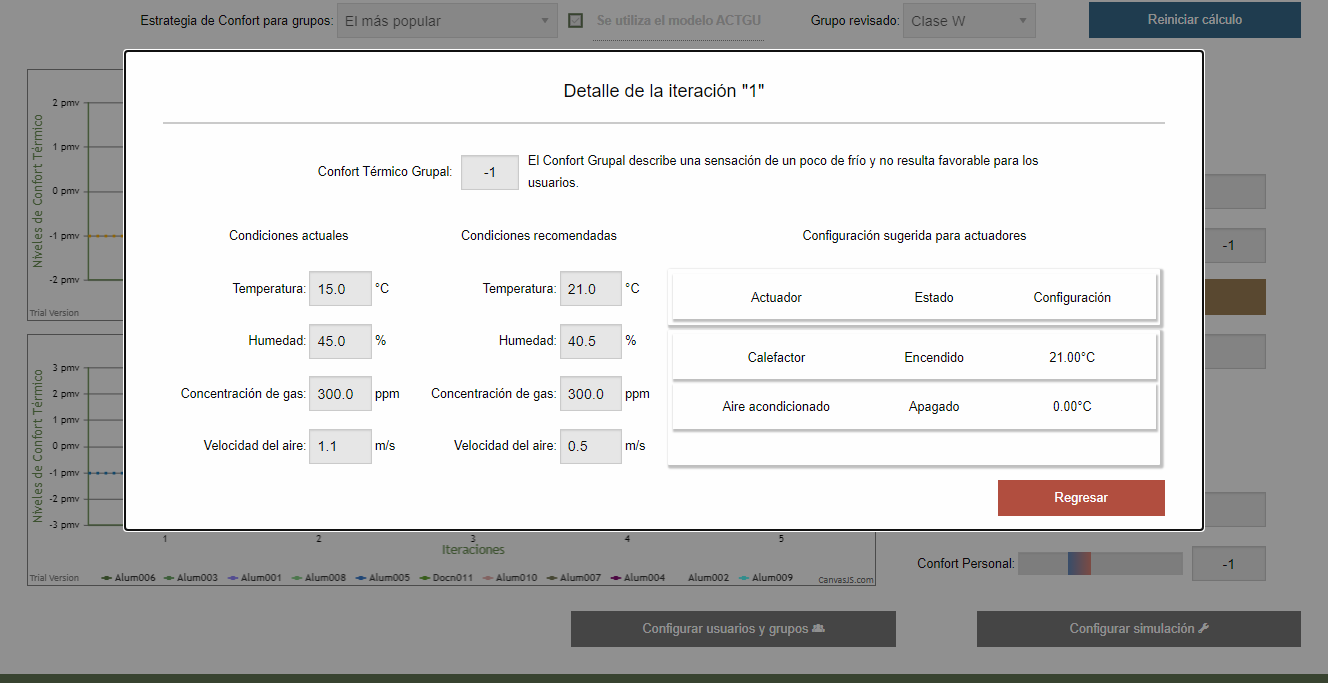 Estrategia de Confort para grupos: El más popular Se utiliza el modelo ACTGU Grupo revisado: Clase W Reiniciar cálculo
Detalle de la iteración "1"
Confort Térmico Grupal: -1 El Confort Grupal describe una sensación de un poco de frío y no resulta favorable para los
usuarios.
Condiciones actuales Condiciones recomendadas Configuración sugerida para actuadores
Temperatura: 15.0 °C Temperatura: 21.0 °C
Humedad: 45.0 % Humedad: 40.5 %
Concentración de gas: 300.0 ppm Concentración de gas: 300.0 ppm
Velocidad del aire: 1.1 m/s Velocidad del aire: 0.5 m/s
Actuador Estado Configuración
Calefactor Encendido 21.00°C
Aire acondicionado Apagado 0.00°C
Regresar
Niveles de Confort Térmico
2 pmv
1 pmv
0 pmv
-1 pmv
-2 pmv
Trial Version
-1
Niveles de Confort Térmico
3 pmv
2 pmv
1 pmv
0 pmv
-1 pmv
-2 pmv
-3 pmv
1 2 3 4 5
Iteraciones
Trial Version Alum006 Alum003 Alum001 Alum008 Alum005 Docn011 Alum010 Alum007 Alum004 Alum002 Alum009 CanvasJS.com
Confort Personal: -1
Configurar usuarios y grupos Configurar simulación